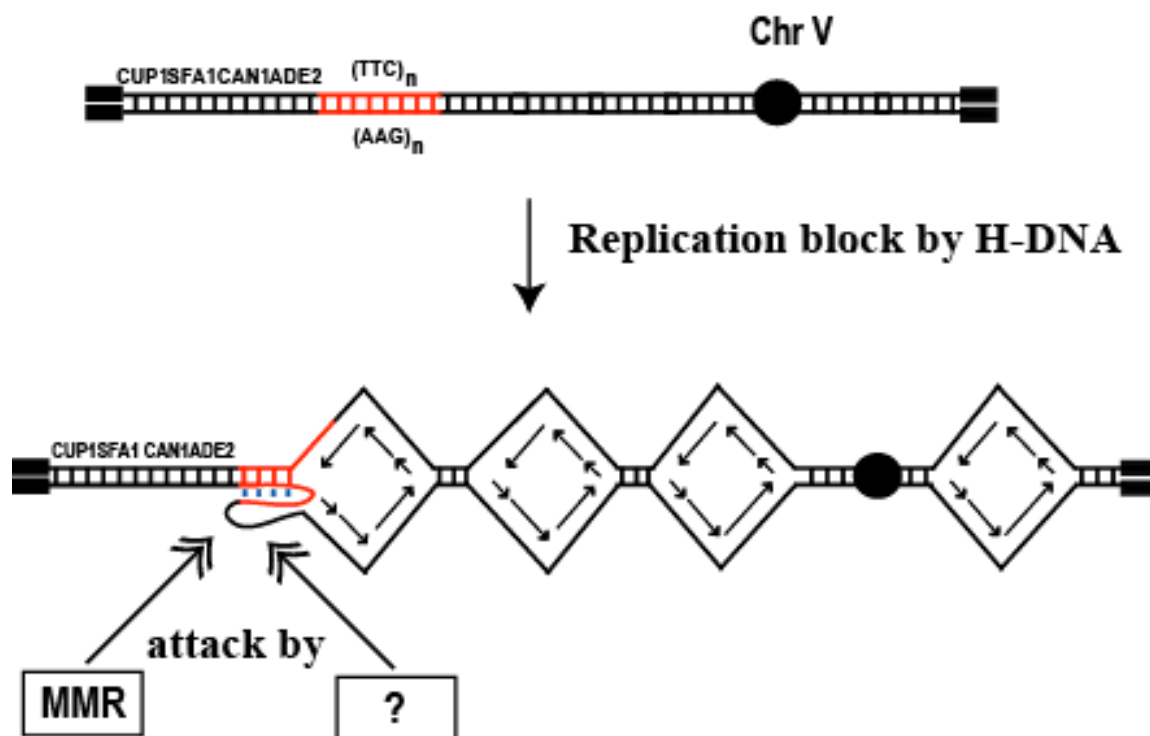 Chr V
CUP1SFA1CAN1ADE2
(TTC)n
(AAG)n
Replication block by H-DNA
CUP1SFA1 CAN1ADE2
attack by
MMR
?